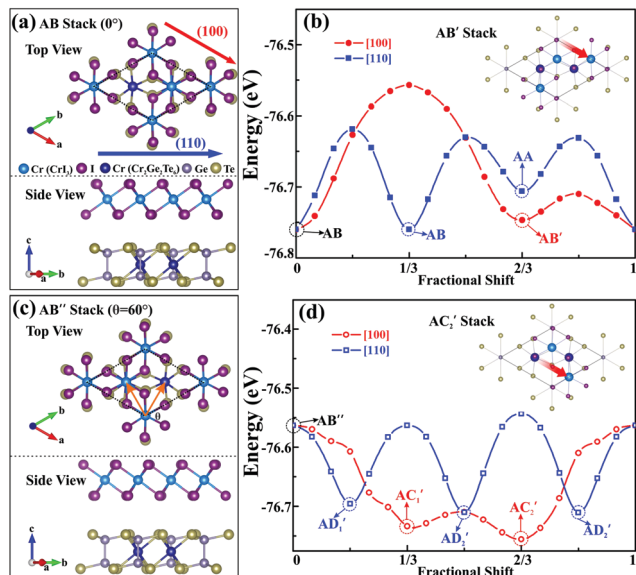 (a) AB Stack (0°)
Top View
(100)
b
a
(110)
Cr (CrI₃) I Cr (Cr₂Ge₂Te₆) Ge Te
Side View
c
a b
(b) AB′ Stack
[100]
[110]
Energy (eV)
-76.5
-76.6
-76.7
-76.8
AA
AB
AB
AB′
0 1/3 2/3 1
Fractional Shift
(c) AB′′ Stack (θ=60°)
Top View
θ
b
a
Side View
c
a b
(d) AC₂′ Stack
[100]
[110]
Energy (eV)
-76.4
-76.5
-76.6
-76.7
AB′′
AC₁′
AC₂′
AD₁′
AD₂′
AD₂′
0 1/3 2/3 1
Fractional Shift